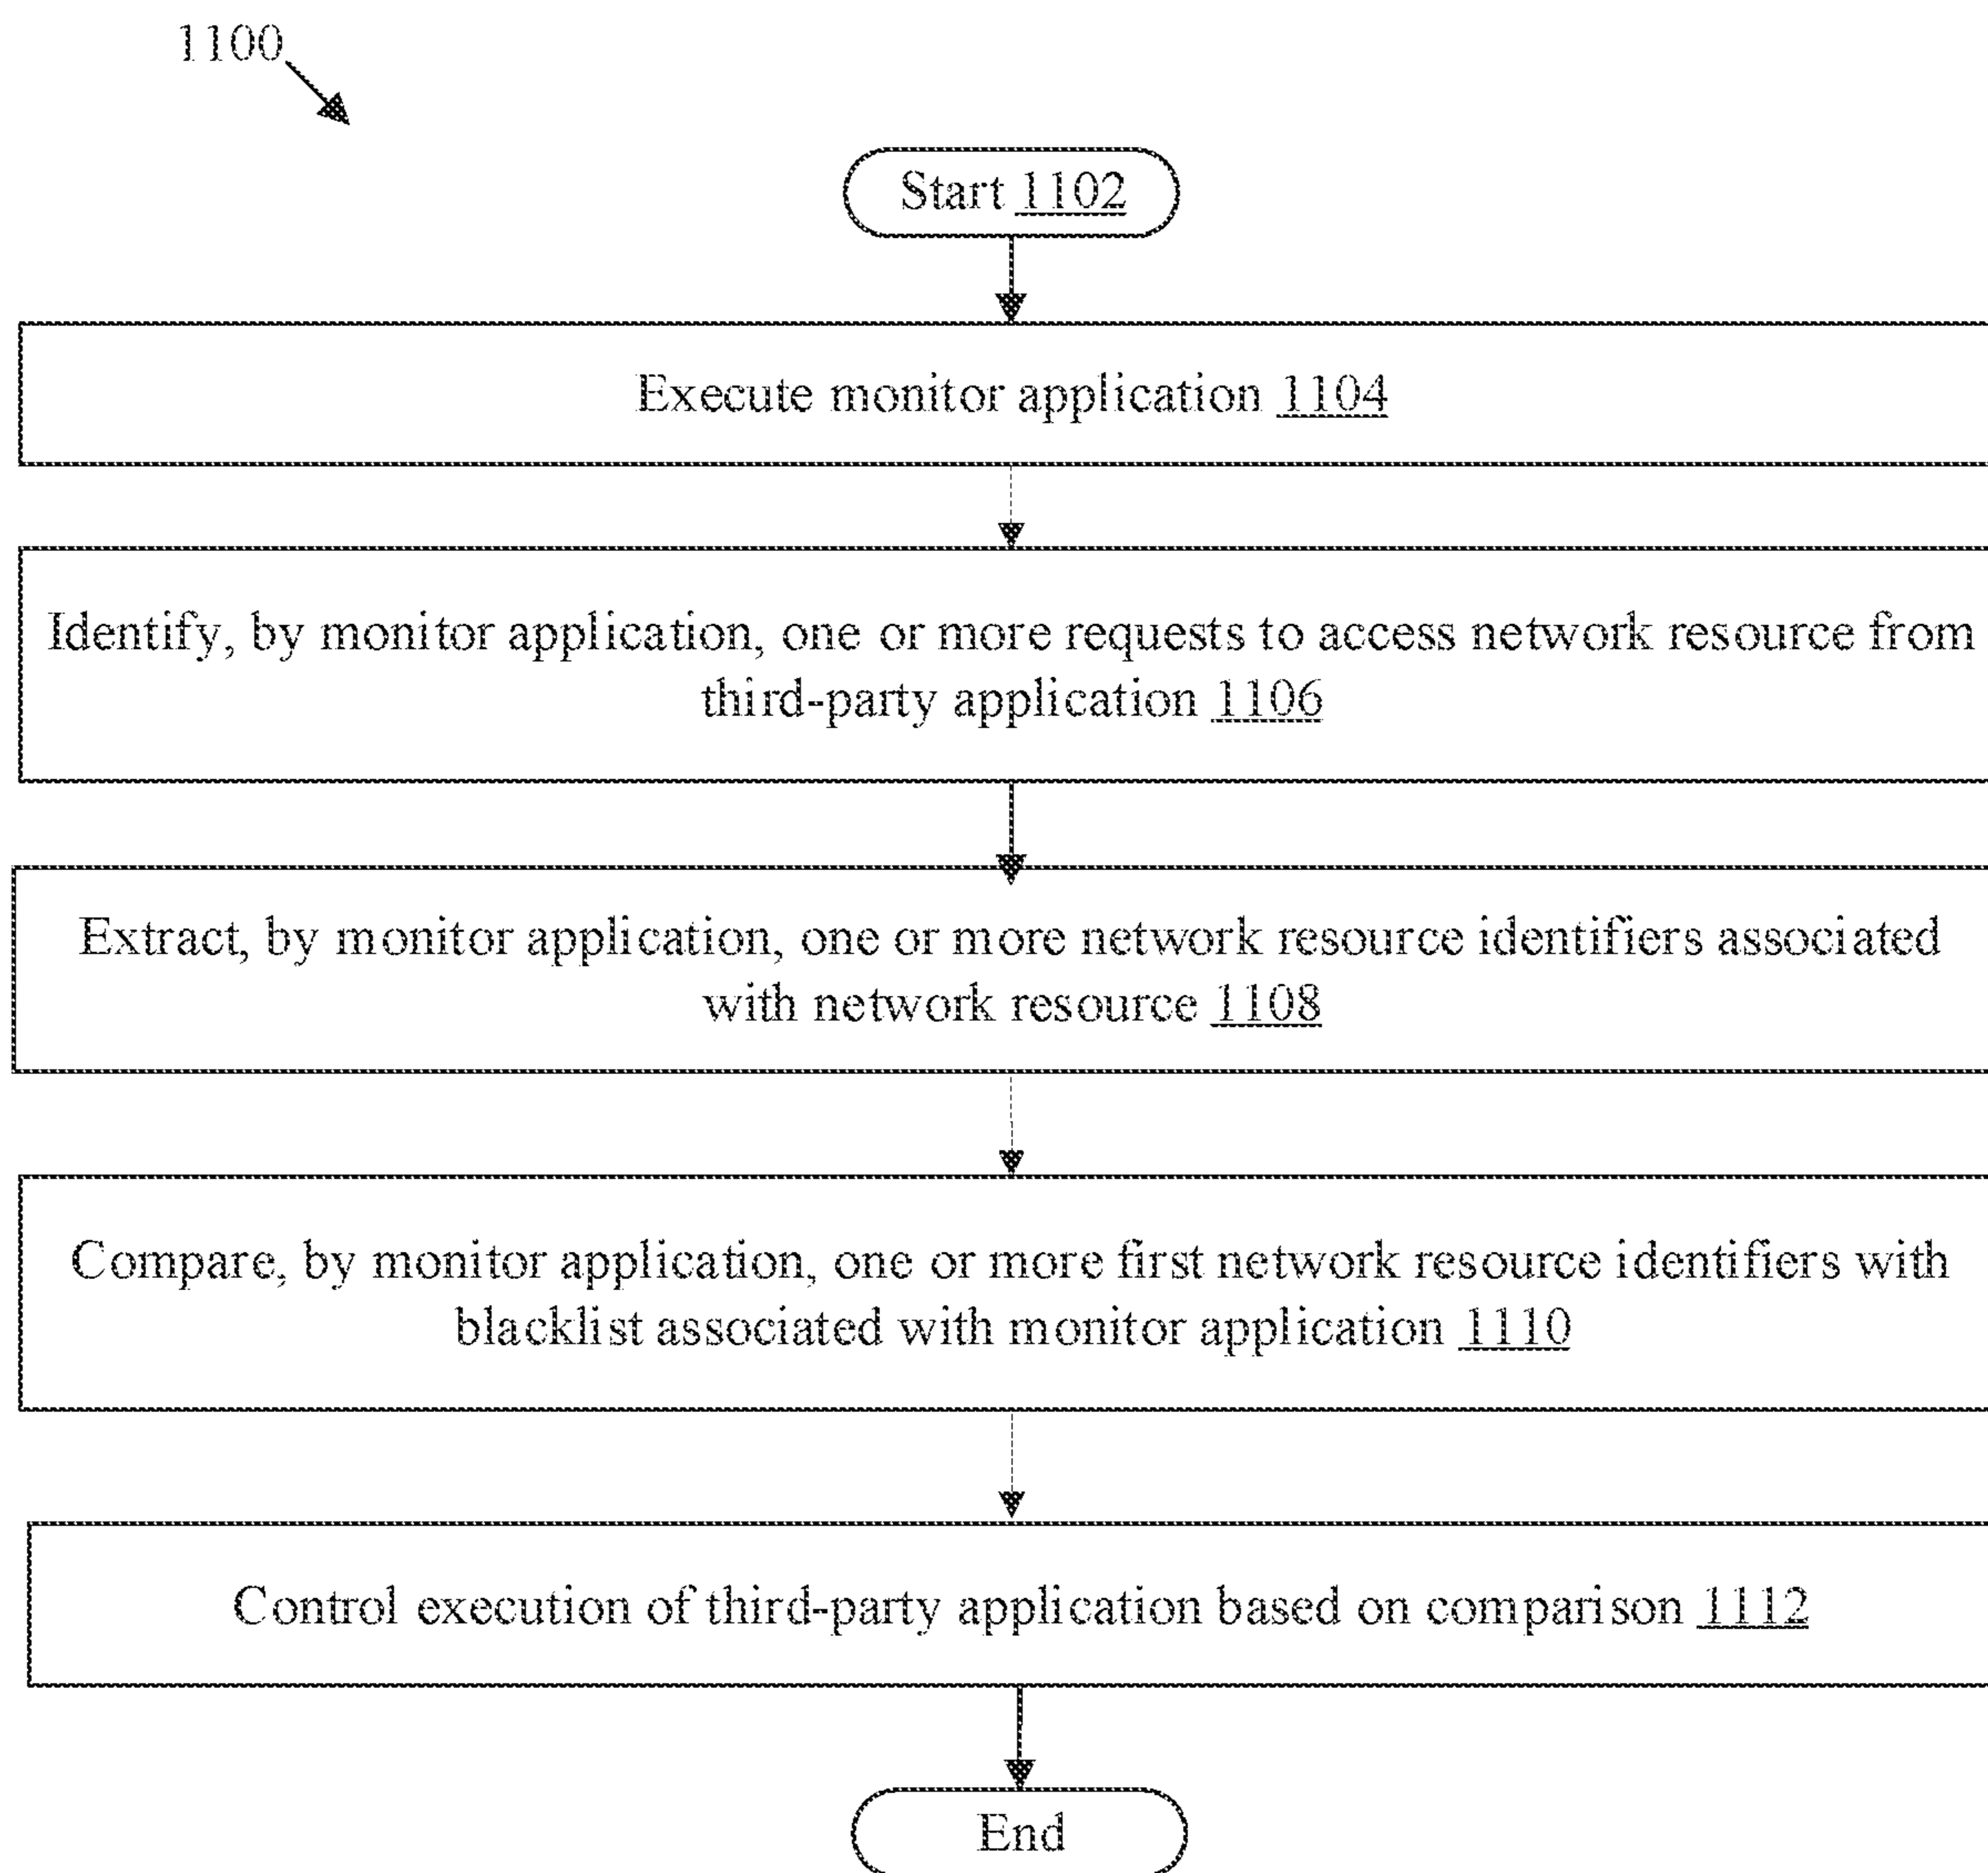 1100
Start 1102
Execute monitor application 1104
Identify, by monitor application, one or more requests to access network resource from
third-party application 1106
Extract, by monitor application, one or more network resource identifiers associated
with network resource 1108
Compare, by monitor application, one or more first network resource identifiers with
blacklist associated with monitor application 1110
Control execution of third-party application based on comparison 1112
End